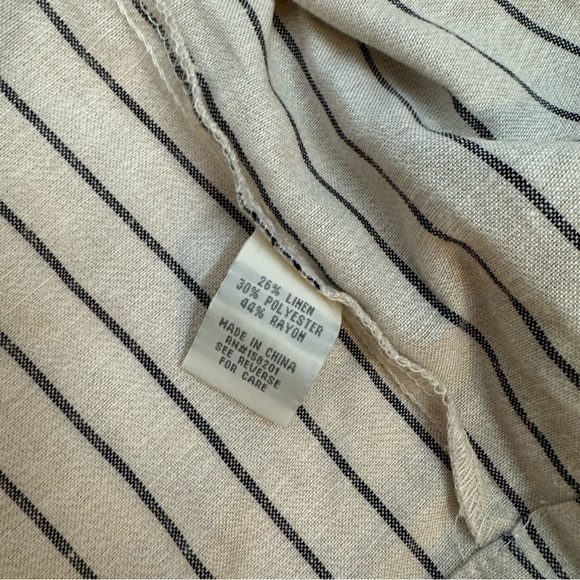 26% LINEN
30% POLYESTER
44% RAYON
MADE IN CHINA
RN#158201
SEE REVERSE
FOR CARE